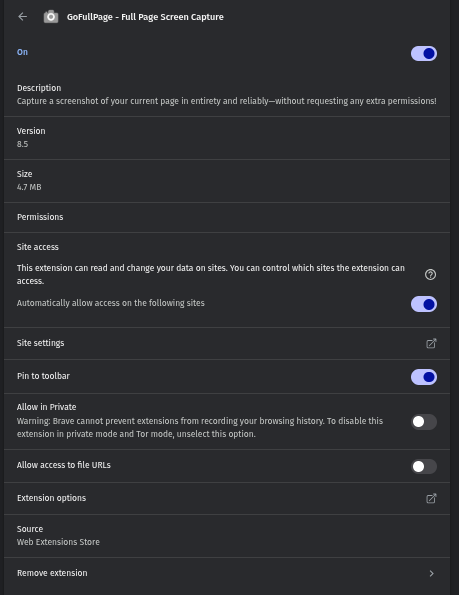 GoFullPage - Full Page Screen Capture
On
Description
Capture a screenshot of your current page in entirety and reliably—without requesting any extra permissions!
Version
8.5
Size
4.7 MB
Permissions
Site access
This extension can read and change your data on sites. You can control which sites the extension can
access.
Automatically allow access on the following sites
Site settings
Pin to toolbar
Allow in Private
Warning: Brave cannot prevent extensions from recording your browsing history. To disable this
extension in private mode and Tor mode, unselect this option.
Allow access to file URLs
Extension options
Source
Web Extensions Store
Remove extension